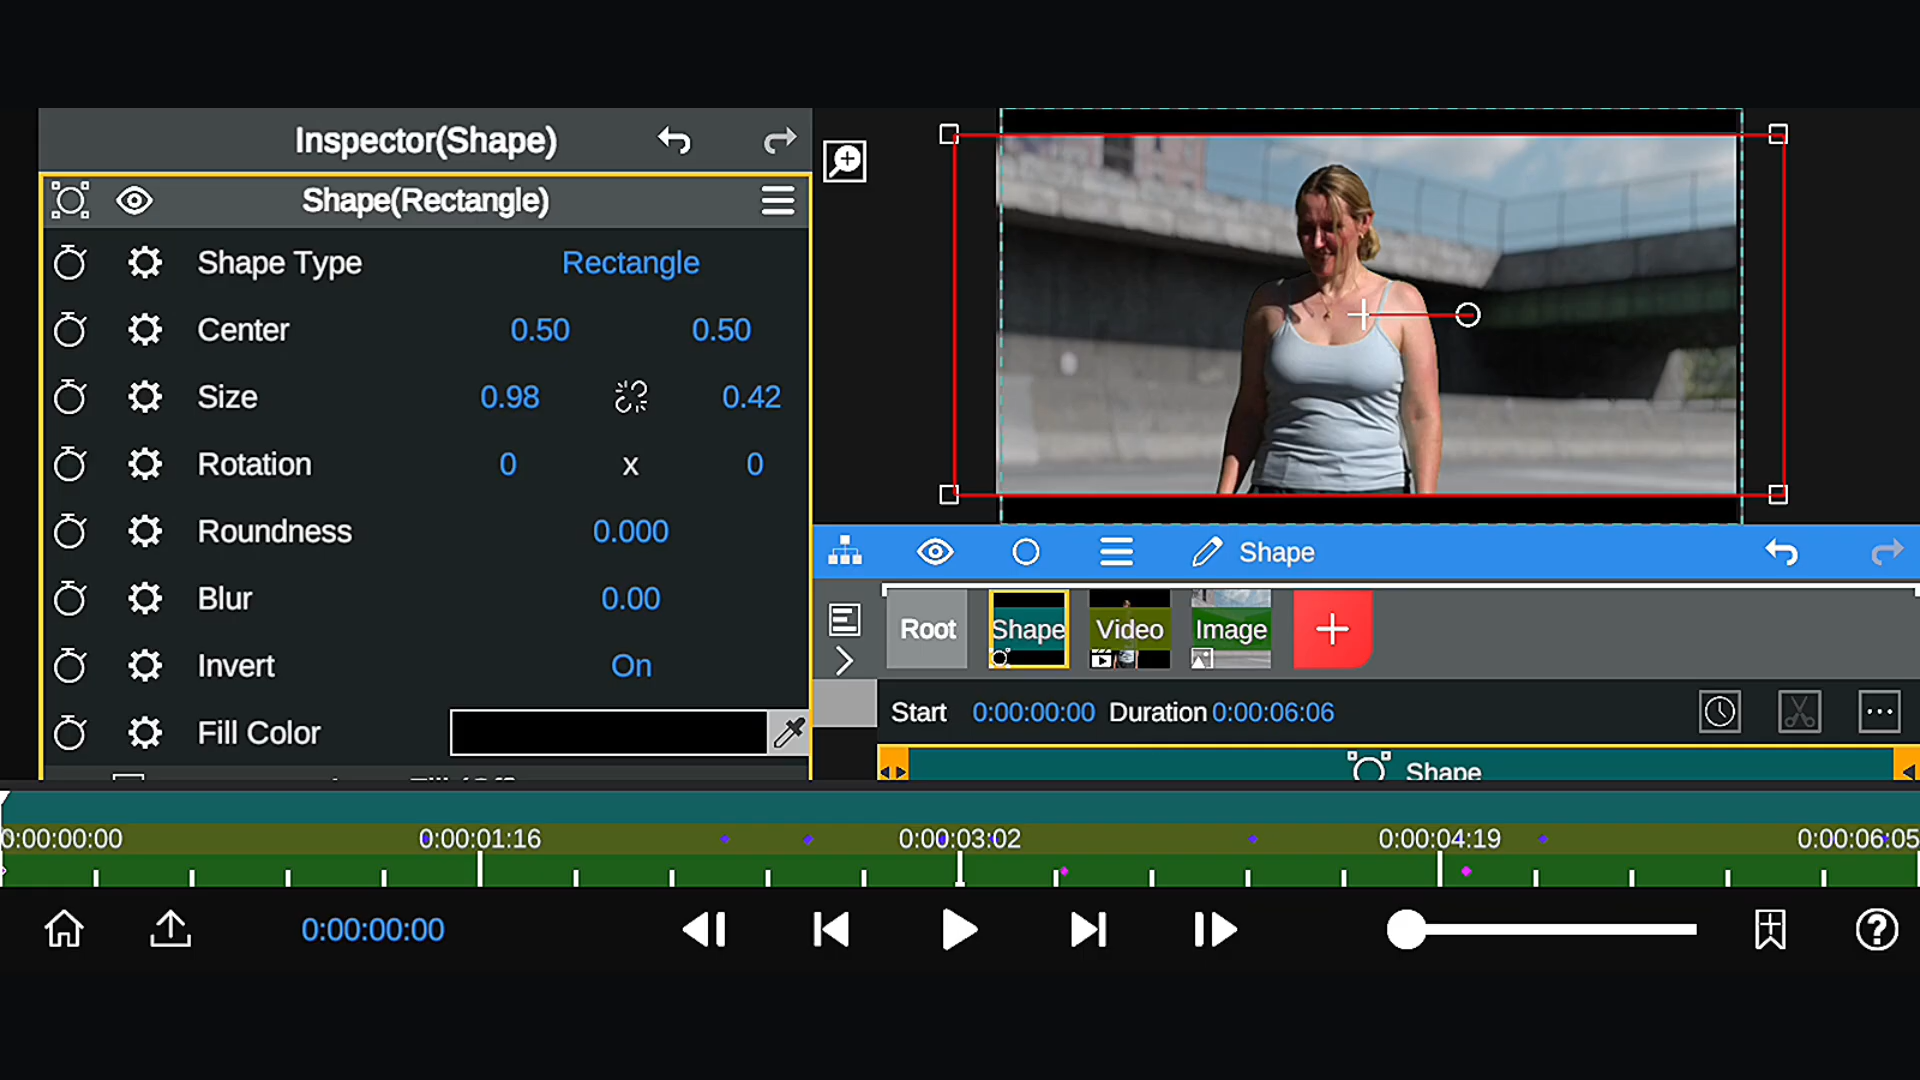 Inspector(Shape)
Shape(Rectangle)
Shape Type Rectangle
Center 0.50 0.50
Size 0.98 0.42
Rotation 0 x 0
Roundness 0.000
Blur 0.00
Invert On
Fill Color
Shape
Root Shape Video Image
Start 0:00:00:00 Duration 0:00:06:06
Shape
0:00:00:00 0:00:01:16 0:00:03:02 0:00:04:19 0:00:06:05
0:00:00:00